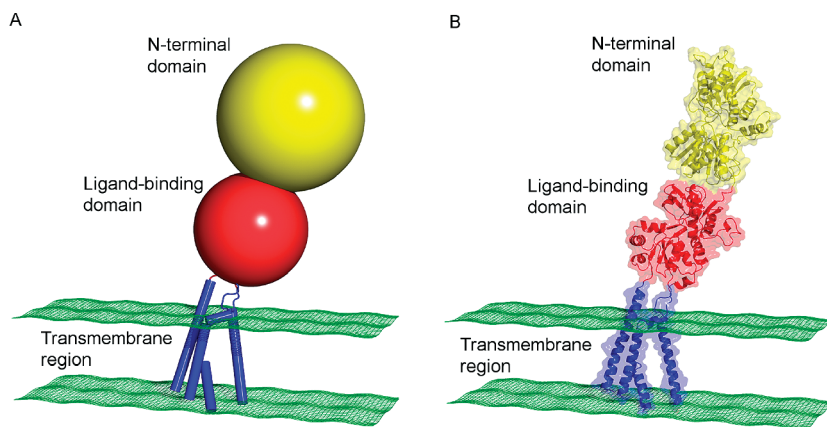 A
N-terminal
domain
Ligand-binding
domain
Transmembrane
region
B
N-terminal
domain
Ligand-binding
domain
Transmembrane
region